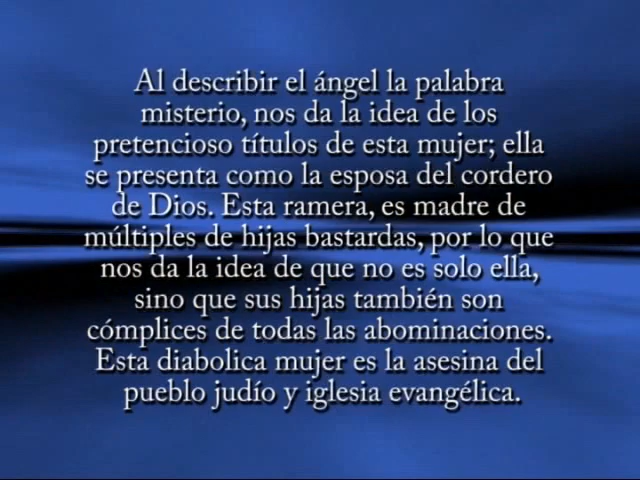 Al describir el ángel la palabra
misterio, nos da la idea de los
pretencioso títulos de esta mujer; ella
se presenta como la esposa del cordero
de Dios. Esta ramera, es madre de
múltiples de hijas bastardas, por lo que
nos da la idea de que no es solo ella,
sino que sus hijas también son
cómplices de todas las abominaciones.
Esta diabolica mujer es la asesina del
pueblo judío y iglesia evangélica.